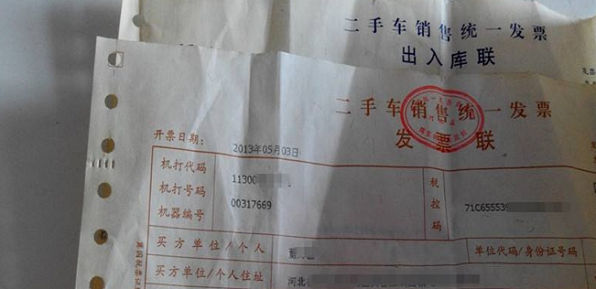 二手车销售统一发票
出入库联
二手车销售统一发票
发票联
开票日期: 2013年05月03日
机打代码 11300
机打号码 00317669
机器编号
机控码 71C65553
买方单位/个人
单位代码/身份证号码
买方单位/个人住址 河北